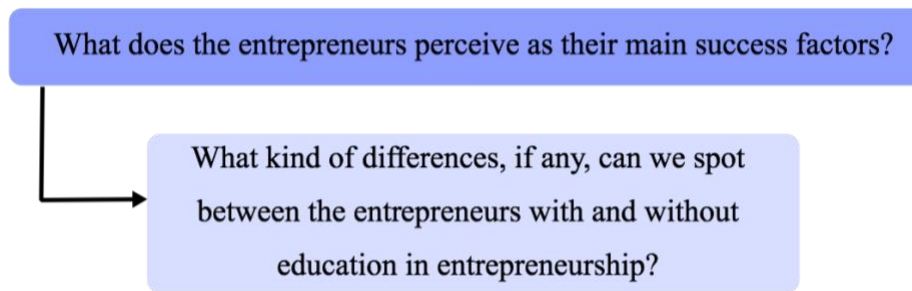 What does the entrepreneurs perceive as their main success factors?
What kind of differences, if any, can we spot
between the entrepreneurs with and without
education in entrepreneurship?